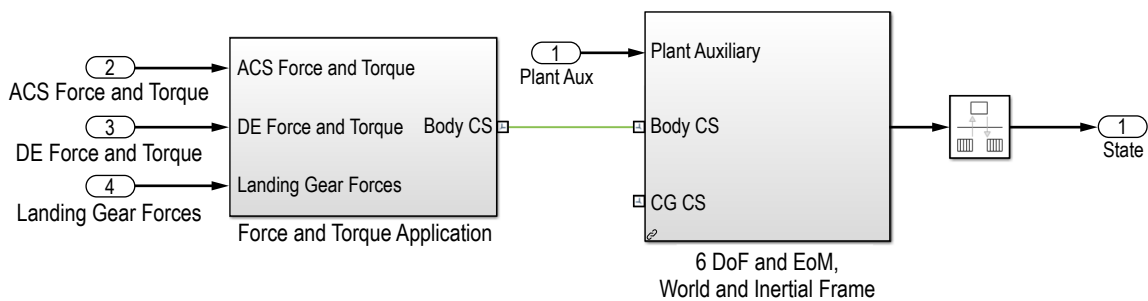 2
ACS Force and Torque
3
DE Force and Torque
4
Landing Gear Forces
ACS Force and Torque
DE Force and Torque
Landing Gear Forces
Body CS
Force and Torque Application
1
Plant Aux
Plant Auxiliary
Body CS
CG CS
6 DoF and EoM,
World and Inertial Frame
1
State